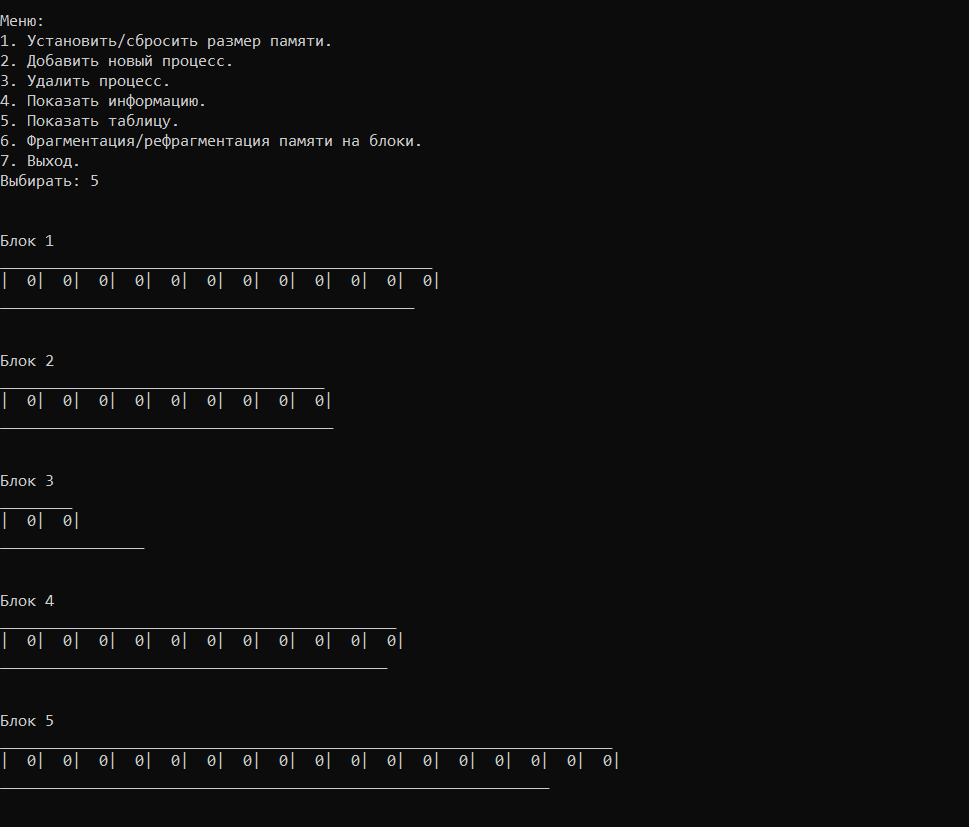 Меню:
1. Установить/сбросить размер памяти.
2. Добавить новый процесс.
3. Удалить процесс.
4. Показать информацию.
5. Показать таблицу.
6. Фрагментация/рефрагментация памяти на блоки.
7. Выход.
Выбирать: 5
Блок 1
________________________________________________
|  0|  0|  0|  0|  0|  0|  0|  0|  0|  0|  0|  0|
______________________________________________
Блок 2
____________________________________
|  0|  0|  0|  0|  0|  0|  0|  0|  0|
_____________________________________
Блок 3
________
|  0|  0|
________________
Блок 4
____________________________________________
|  0|  0|  0|  0|  0|  0|  0|  0|  0|  0|  0|
___________________________________________
Блок 5
____________________________________________________________________
|  0|  0|  0|  0|  0|  0|  0|  0|  0|  0|  0|  0|  0|  0|  0|  0|  0|
_____________________________________________________________